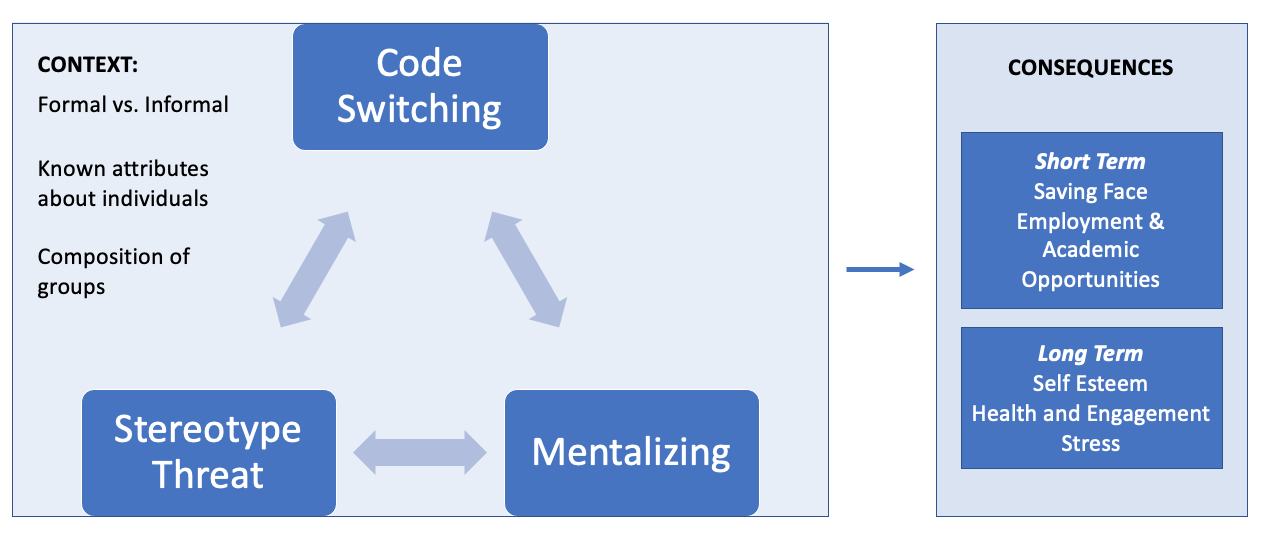 CONTEXT:
Formal vs. Informal
Known attributes
about individuals
Composition of
groups
Code
Switching
Stereotype
Threat
Mentalizing
CONSEQUENCES
Short Term
Saving Face
Employment &
Academic
Opportunities
Long Term
Self Esteem
Health and Engagement
Stress